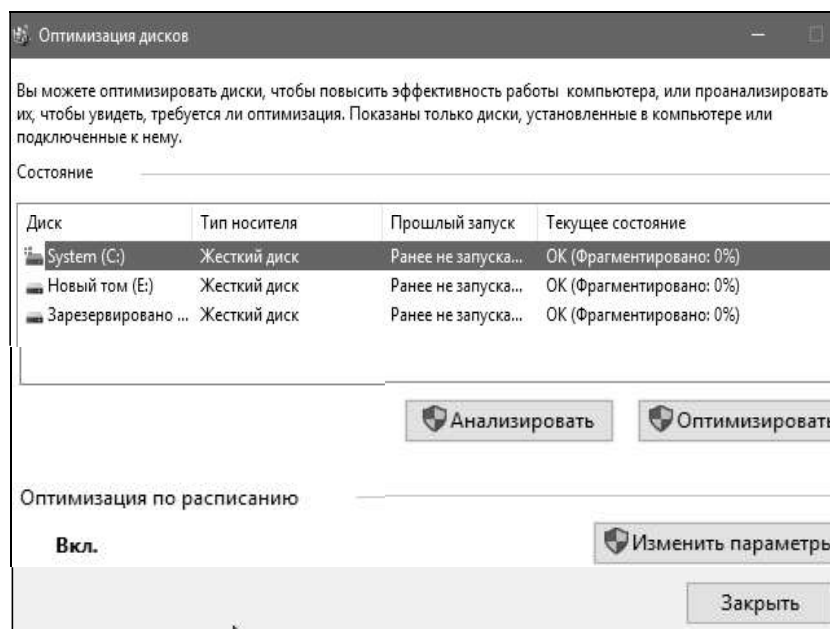 Оптимизация дисков
Вы можете оптимизировать диски, чтобы повысить эффективность работы компьютера, или проанализировать
их, чтобы увидеть, требуется ли оптимизация. Показаны только диски, установленные в компьютере или
подключенные к нему.
Состояние
Диск Тип носителя Прошлый запуск Текущее состояние
System (C:) Жесткий диск Ранее не запуска... ОК (Фрагментировано: 0%)
Новый том (E:) Жесткий диск Ранее не запуска... ОК (Фрагментировано: 0%)
Зарезервировано ... Жесткий диск Ранее не запуска... ОК (Фрагментировано: 0%)
Анализировать Оптимизировать
Оптимизация по расписанию
Вкл. Изменить параметры
Закрыть